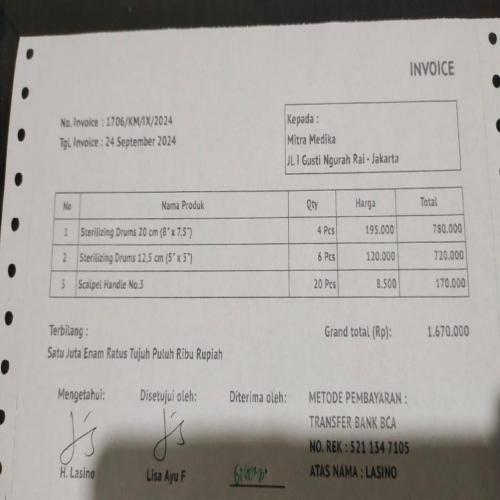 INVOICE
No. Invoice : 1706/KM/IX/2024
Tgl. Invoice : 24 September 2024
Kepada :
Mitra Medika
Jl. I Gusti Ngurah Rai - Jakarta
No Nama Produk Qty Harga Total
1 Sterilizing Drums 20 cm (8" x 7.5") 4 Pcs 195.000 780.000
2 Sterilizing Drums 12,5 cm (5" x 5") 6 Pcs 120.000 720.000
3 Scalpel Handle No.3 20 Pcs 8.500 170.000
Terbilang : Grand total (Rp): 1.670.000
Satu Juta Enam Ratus Tujuh Puluh Ribu Rupiah
Mengetahui: Disetujui oleh: Diterima oleh:
H. Lasino Lisa Ayu F
METODE PEMBAYARAN :
TRANSFER BANK BCA
NO. REK : 521 134 7105
ATAS NAMA : LASINO